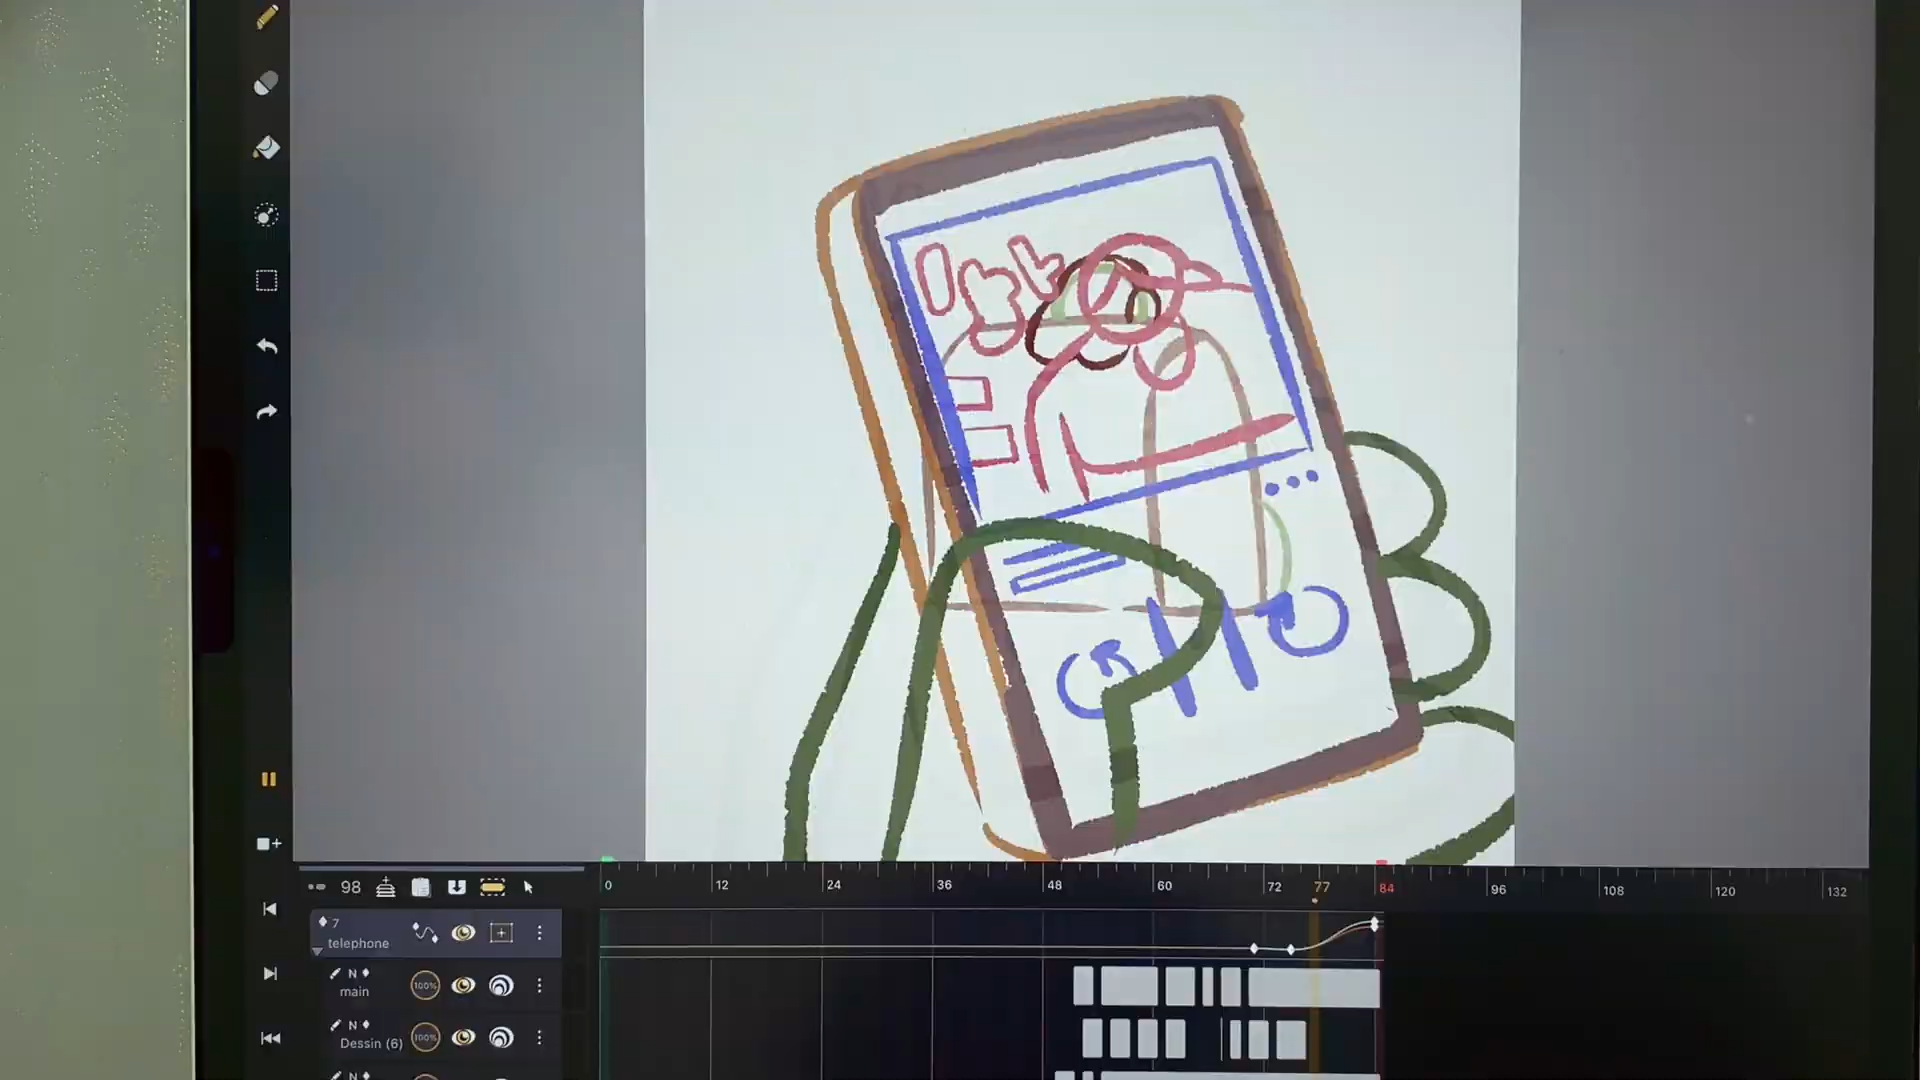 98
0 12 24 36 48 60 72 77 84 96 108 120 132
7
telephone
N
main
100%
N
Dessin (6)
100%
N